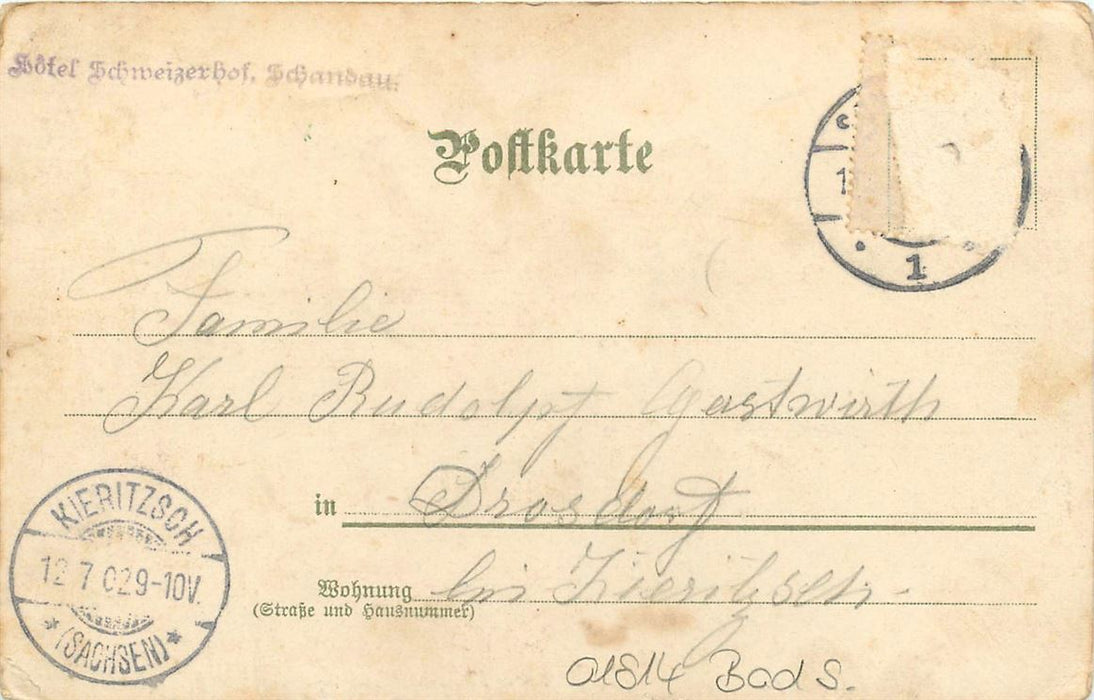 Hôtel Schweizerhof, Schandau.
Postkarte
1
Familie
Karl Rudolpf Gastwirth
in Drosdorf
Wohnung bei Kieritzsch.
(Straße und Hausnummer)
KIERITZSCH
12 7 02 9-10V.
* (SACHSEN) *
01814 Bad S.